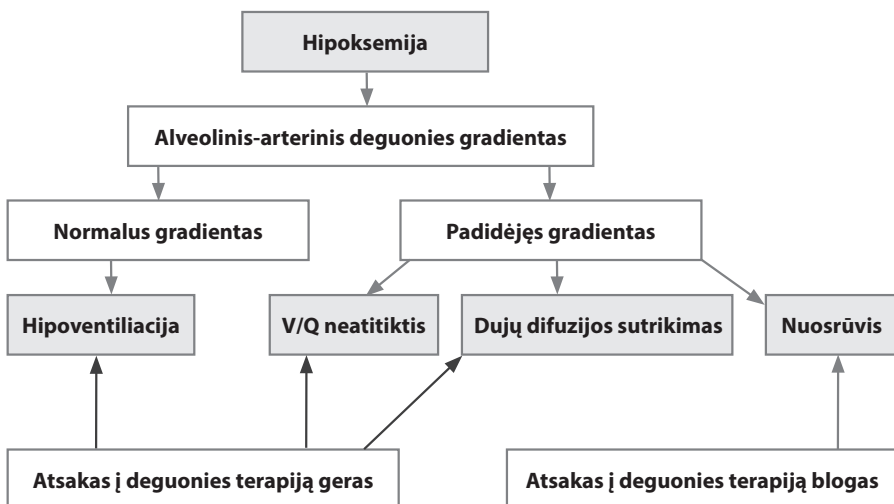 Hipoksemija
Alveolinis-arterinis deguonies gradientas
Normalus gradientas
Padidėjęs gradientas
Hipoventiliacija
V/Q neatitiktis
Dujų difuzijos sutrikimas
Nuosrūvis
Atsakas į deguonies terapiją geras
Atsakas į deguonies terapiją blogas